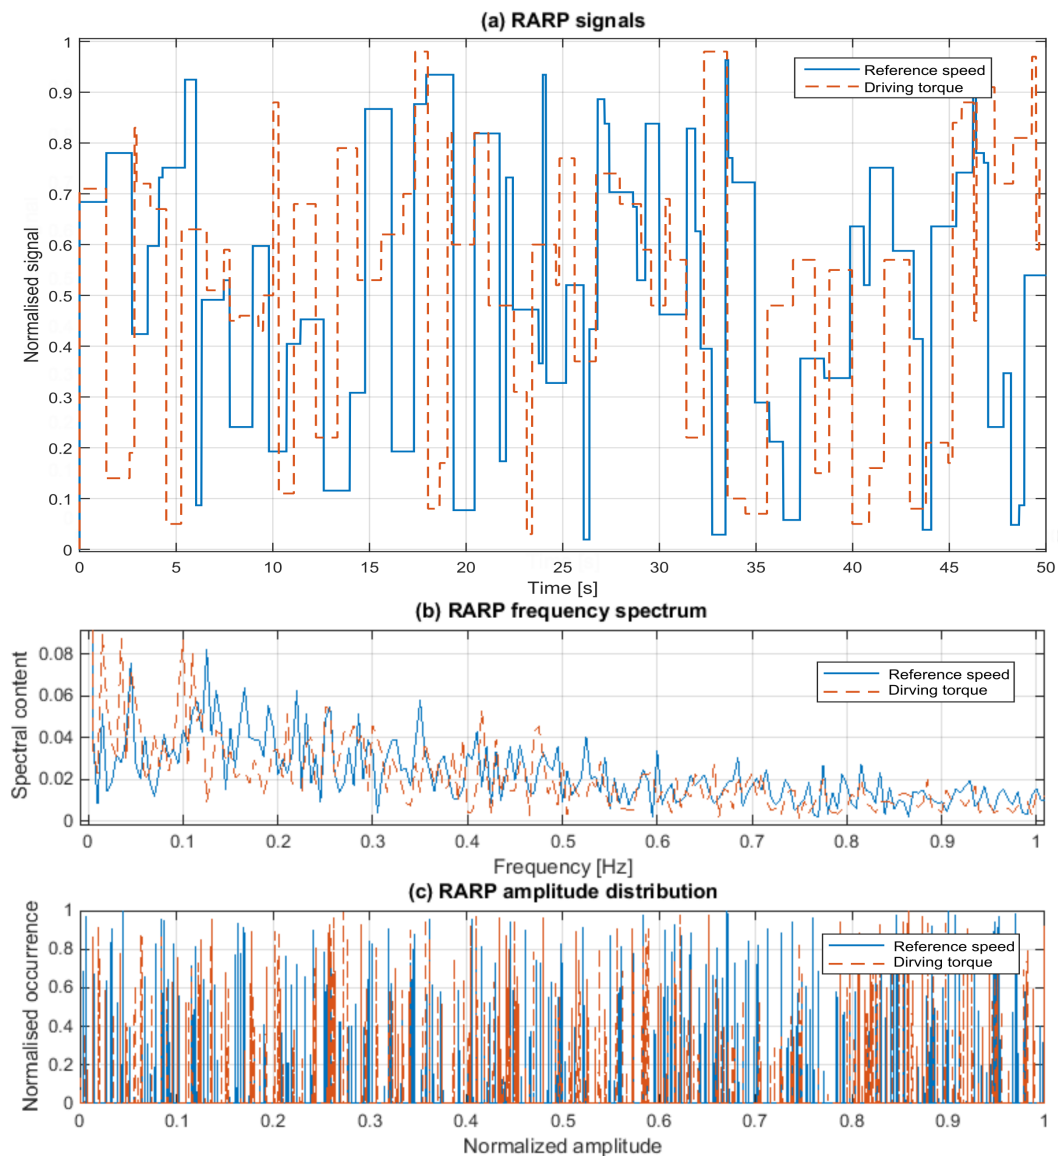 (a) RARP signals
1
0.9
0.8
0.7
0.6
0.5
0.4
0.3
0.2
0.1
0
Normalised signal
Reference speed
Driving torque
0 5 10 15 20 25 30 35 40 45 50
Time [s]
(b) RARP frequency spectrum
0.08
0.06
0.04
0.02
0
Spectral content
Reference speed
Dirving torque
0 0.1 0.2 0.3 0.4 0.5 0.6 0.7 0.8 0.9 1
Frequency [Hz]
(c) RARP amplitude distribution
1
0.8
0.6
0.4
0.2
0
Normalised occurrence
Reference speed
Dirving torque
0 0.1 0.2 0.3 0.4 0.5 0.6 0.7 0.8 0.9 1
Normalized amplitude